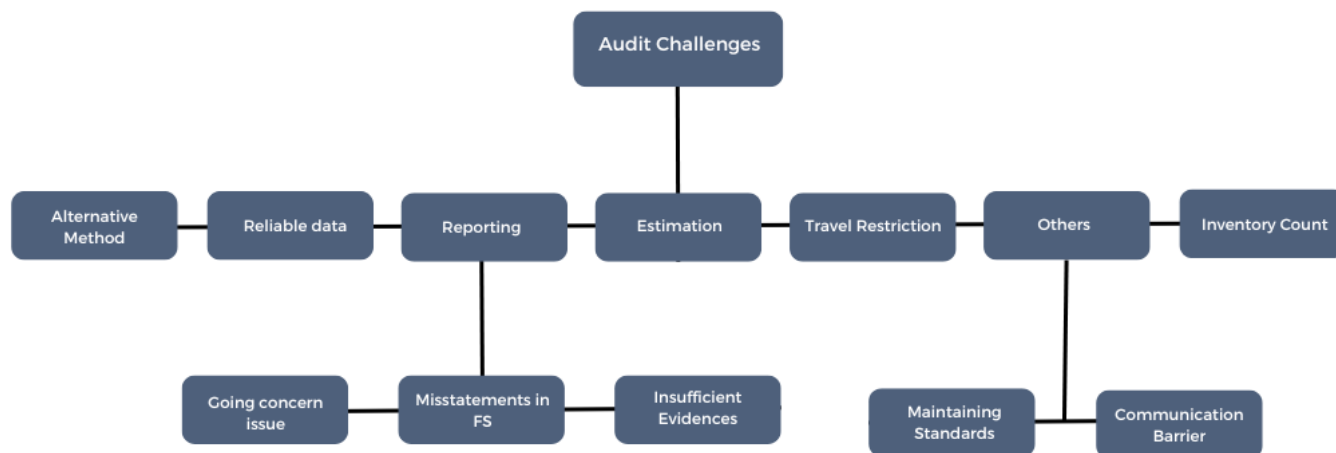 Audit Challenges
Alternative
Method
Reliable data
Reporting
Estimation
Travel Restriction
Others
Inventory Count
Going concern
issue
Misstatements in
FS
Insufficient
Evidences
Maintaining
Standards
Communication
Barrier